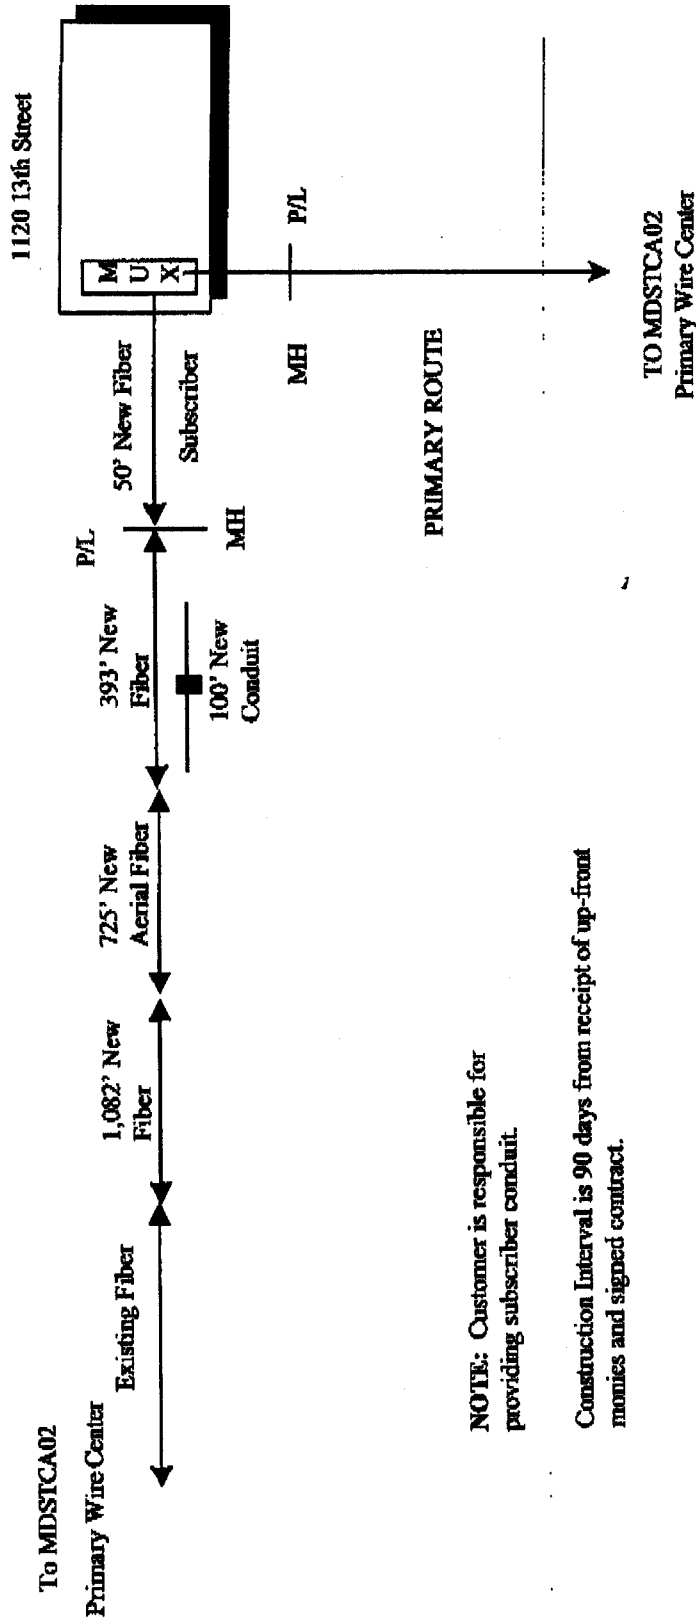 To MDSTCA02
Primary Wire Center
Existing Fiber
1,082' New
Fiber
725' New
Aerial Fiber
393' New
Fiber
100' New
Conduit
P/L
MH
50' New Fiber
Subscriber
1120 13th Street
M
U
X
MH
P/L
PRIMARY ROUTE
TO MDSTCA02
Primary Wire Center
NOTE: Customer is responsible for
providing subscriber conduit.
Construction Interval is 90 days from receipt of up-front
monies and signed contract.